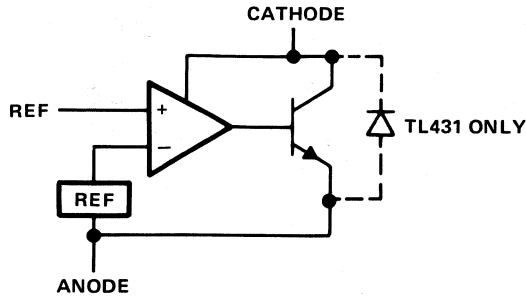 CATHODE
REF
+
−
TL431 ONLY
REF
ANODE